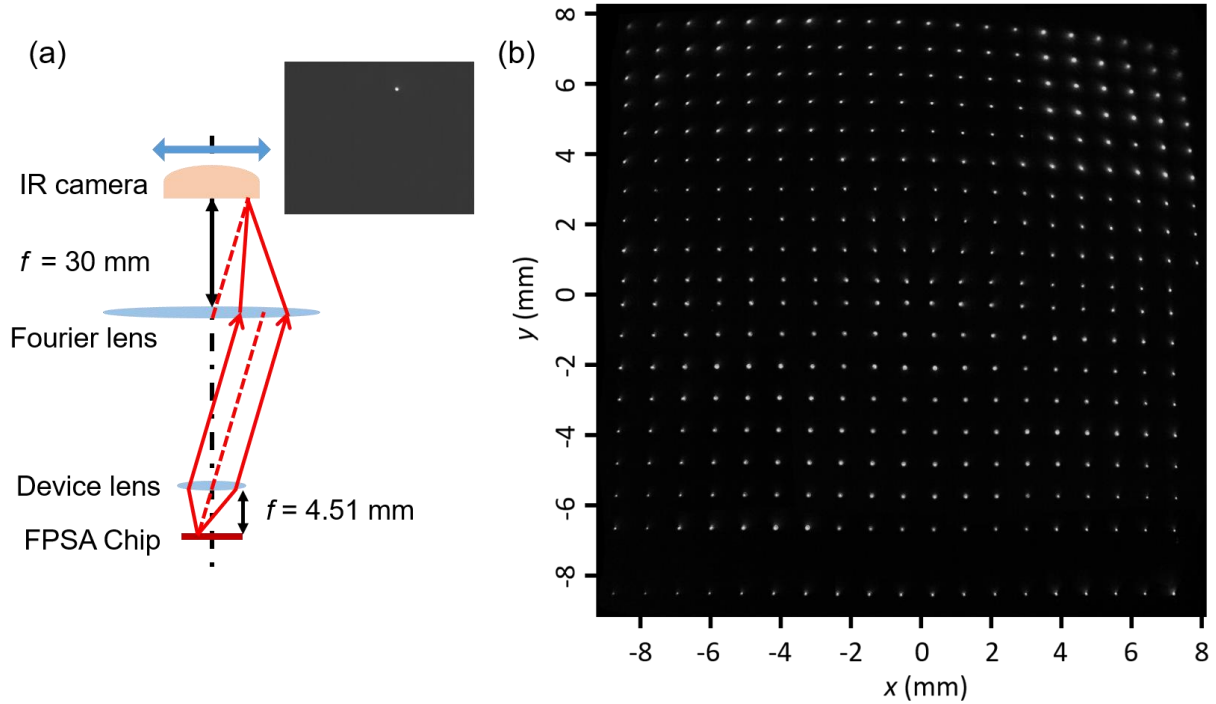 (a)
IR camera
f = 30 mm
Fourier lens
Device lens
f = 4.51 mm
FPSA Chip
(b)
8
6
4
2
0
-2
-4
-6
-8
y (mm)
-8 -6 -4 -2 0 2 4 6 8
x (mm)